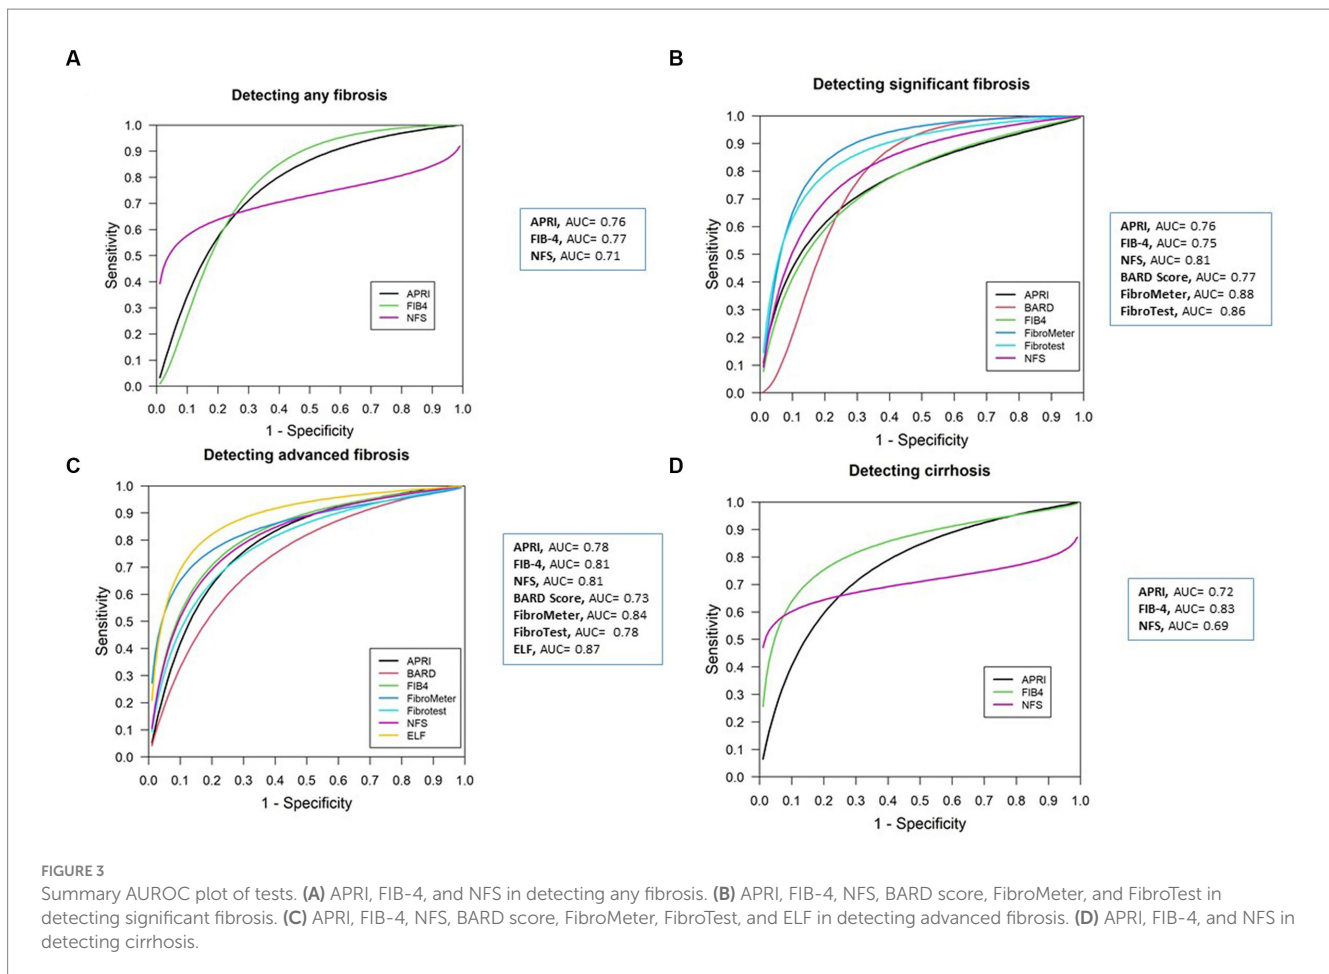 A
Detecting any fibrosis
1.0
0.9
0.8
0.7
0.6
0.5
0.4
0.3
0.2
0.1
0.0
Sensitivity
APRI
FIB4
NFS
0.0 0.1 0.2 0.3 0.4 0.5 0.6 0.7 0.8 0.9 1.0
1 - Specificity
APRI, AUC= 0.76
FIB-4, AUC= 0.77
NFS, AUC= 0.71
B
Detecting significant fibrosis
1.0
0.9
0.8
0.7
0.6
0.5
0.4
0.3
0.2
0.1
0.0
Sensitivity
APRI
BARD
FIB4
FibroMeter
Fibrotest
NFS
0.0 0.1 0.2 0.3 0.4 0.5 0.6 0.7 0.8 0.9 1.0
1 - Specificity
APRI, AUC= 0.76
FIB-4, AUC= 0.75
NFS, AUC= 0.81
BARD Score, AUC= 0.77
FibroMeter, AUC= 0.88
FibroTest, AUC= 0.86
C
Detecting advanced fibrosis
1.0
0.9
0.8
0.7
0.6
0.5
0.4
0.3
0.2
0.1
0.0
Sensitivity
APRI
BARD
FIB4
FibroMeter
Fibrotest
NFS
ELF
0.0 0.1 0.2 0.3 0.4 0.5 0.6 0.7 0.8 0.9 1.0
1 - Specificity
APRI, AUC= 0.78
FIB-4, AUC= 0.81
NFS, AUC= 0.81
BARD Score, AUC= 0.73
FibroMeter, AUC= 0.84
FibroTest, AUC= 0.78
ELF, AUC= 0.87
D
Detecting cirrhosis
1.0
0.9
0.8
0.7
0.6
0.5
0.4
0.3
0.2
0.1
0.0
Sensitivity
APRI
FIB4
NFS
0.0 0.1 0.2 0.3 0.4 0.5 0.6 0.7 0.8 0.9 1.0
1 - Specificity
APRI, AUC= 0.72
FIB-4, AUC= 0.83
NFS, AUC= 0.69
FIGURE 3
Summary AUROC plot of tests. (A) APRI, FIB-4, and NFS in detecting any fibrosis. (B) APRI, FIB-4, NFS, BARD score, FibroMeter, and FibroTest in
detecting significant fibrosis. (C) APRI, FIB-4, NFS, BARD score, FibroMeter, FibroTest, and ELF in detecting advanced fibrosis. (D) APRI, FIB-4, and NFS in
detecting cirrhosis.